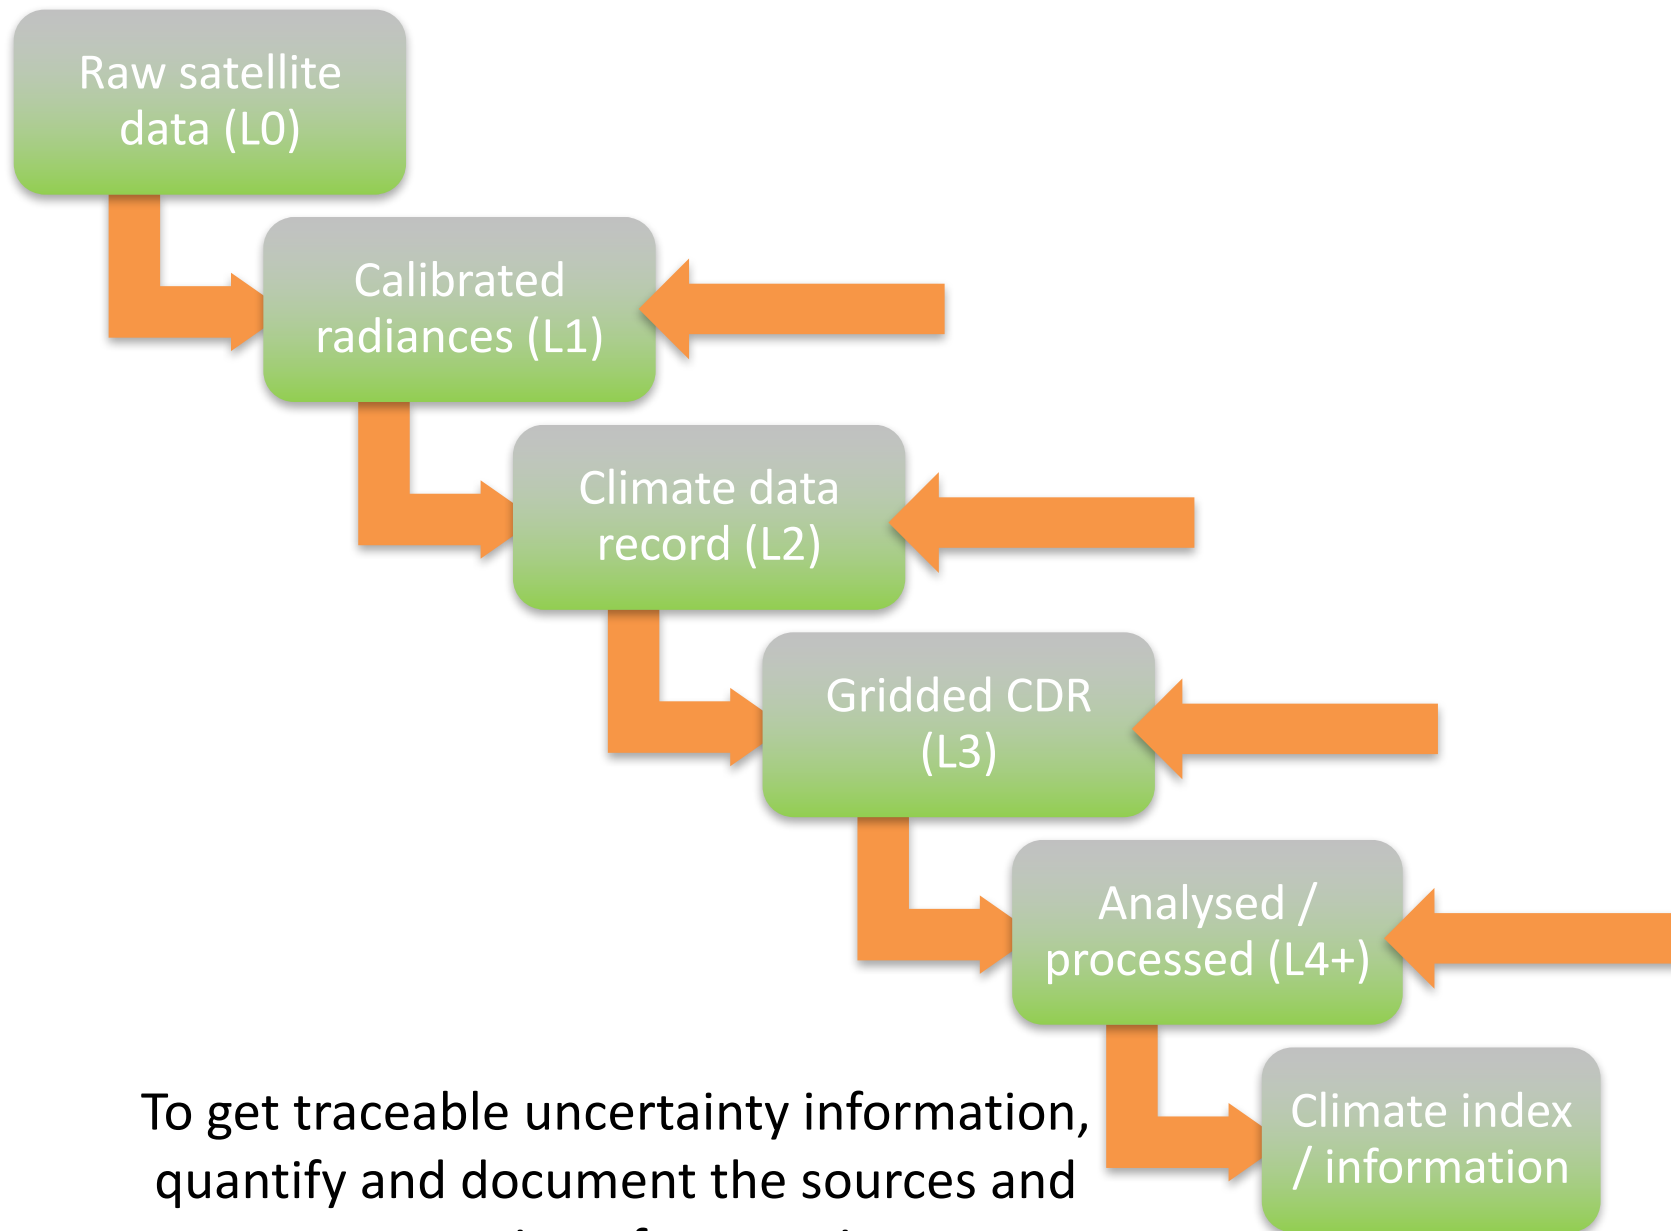 Raw satellite
data (L0)
Calibrated
radiances (L1)
Climate data
record (L2)
Gridded CDR
(L3)
Analysed /
processed (L4+)
Climate index
/ information
To get traceable uncertainty information,
quantify and document the sources and